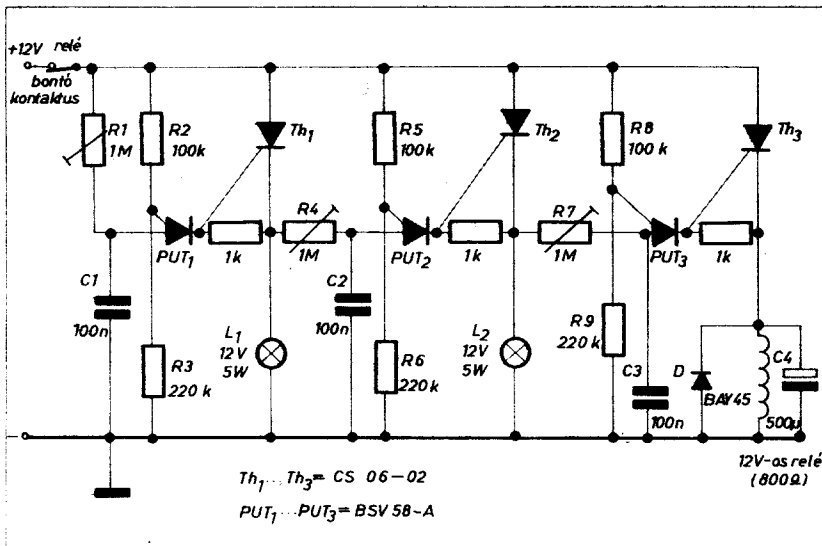 +12V relé
bontó
kontaktus
R1
1M
R2
100k
Th1
R5
100k
Th2
R8
100 k
Th3
PUT1
1k
R4
1M
PUT2
1k
R7
1M
PUT3
1k
C1
100n
R3
220 k
L1
12V
5W
C2
100n
R6
220 k
L2
12V
5W
R9
220 k
C3
100n
D
BAY45
C4
500µ
12V-os relé
(800Ω)
Th1...Th3= CS 06-02
PUT1...PUT3=BSV 58-A